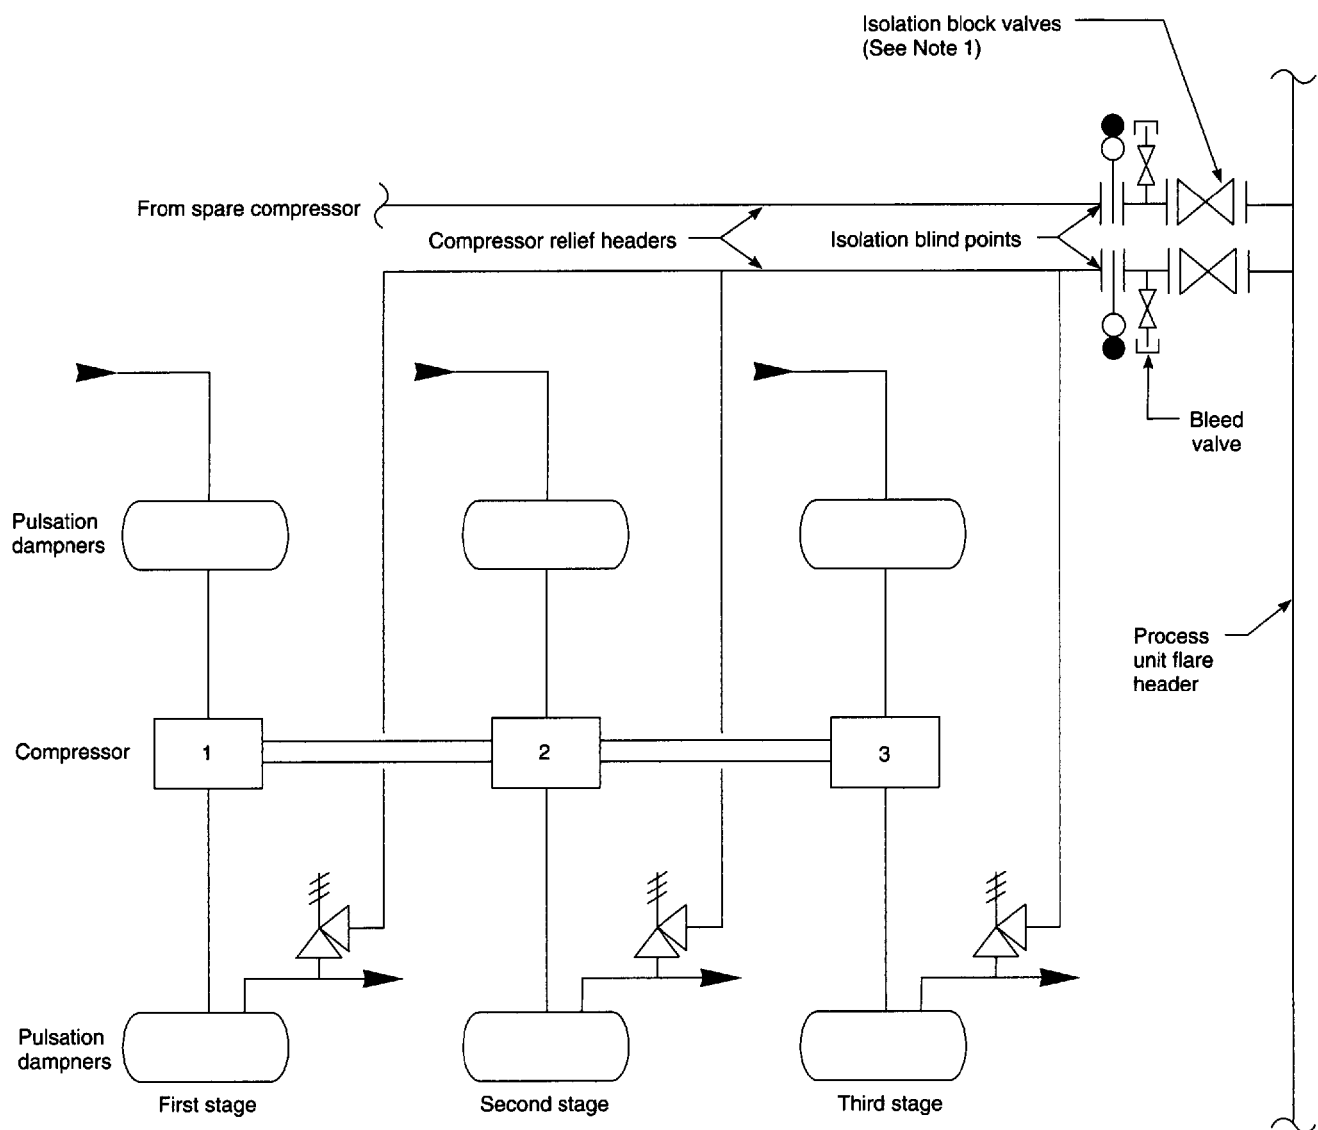 Isolation block valves
(See Note 1)
From spare compressor
Compressor relief headers
Isolation blind points
Bleed
valve
Pulsation
dampners
Process
unit flare
header
Compressor
1
2
3
Pulsation
dampners
First stage
Second stage
Third stage